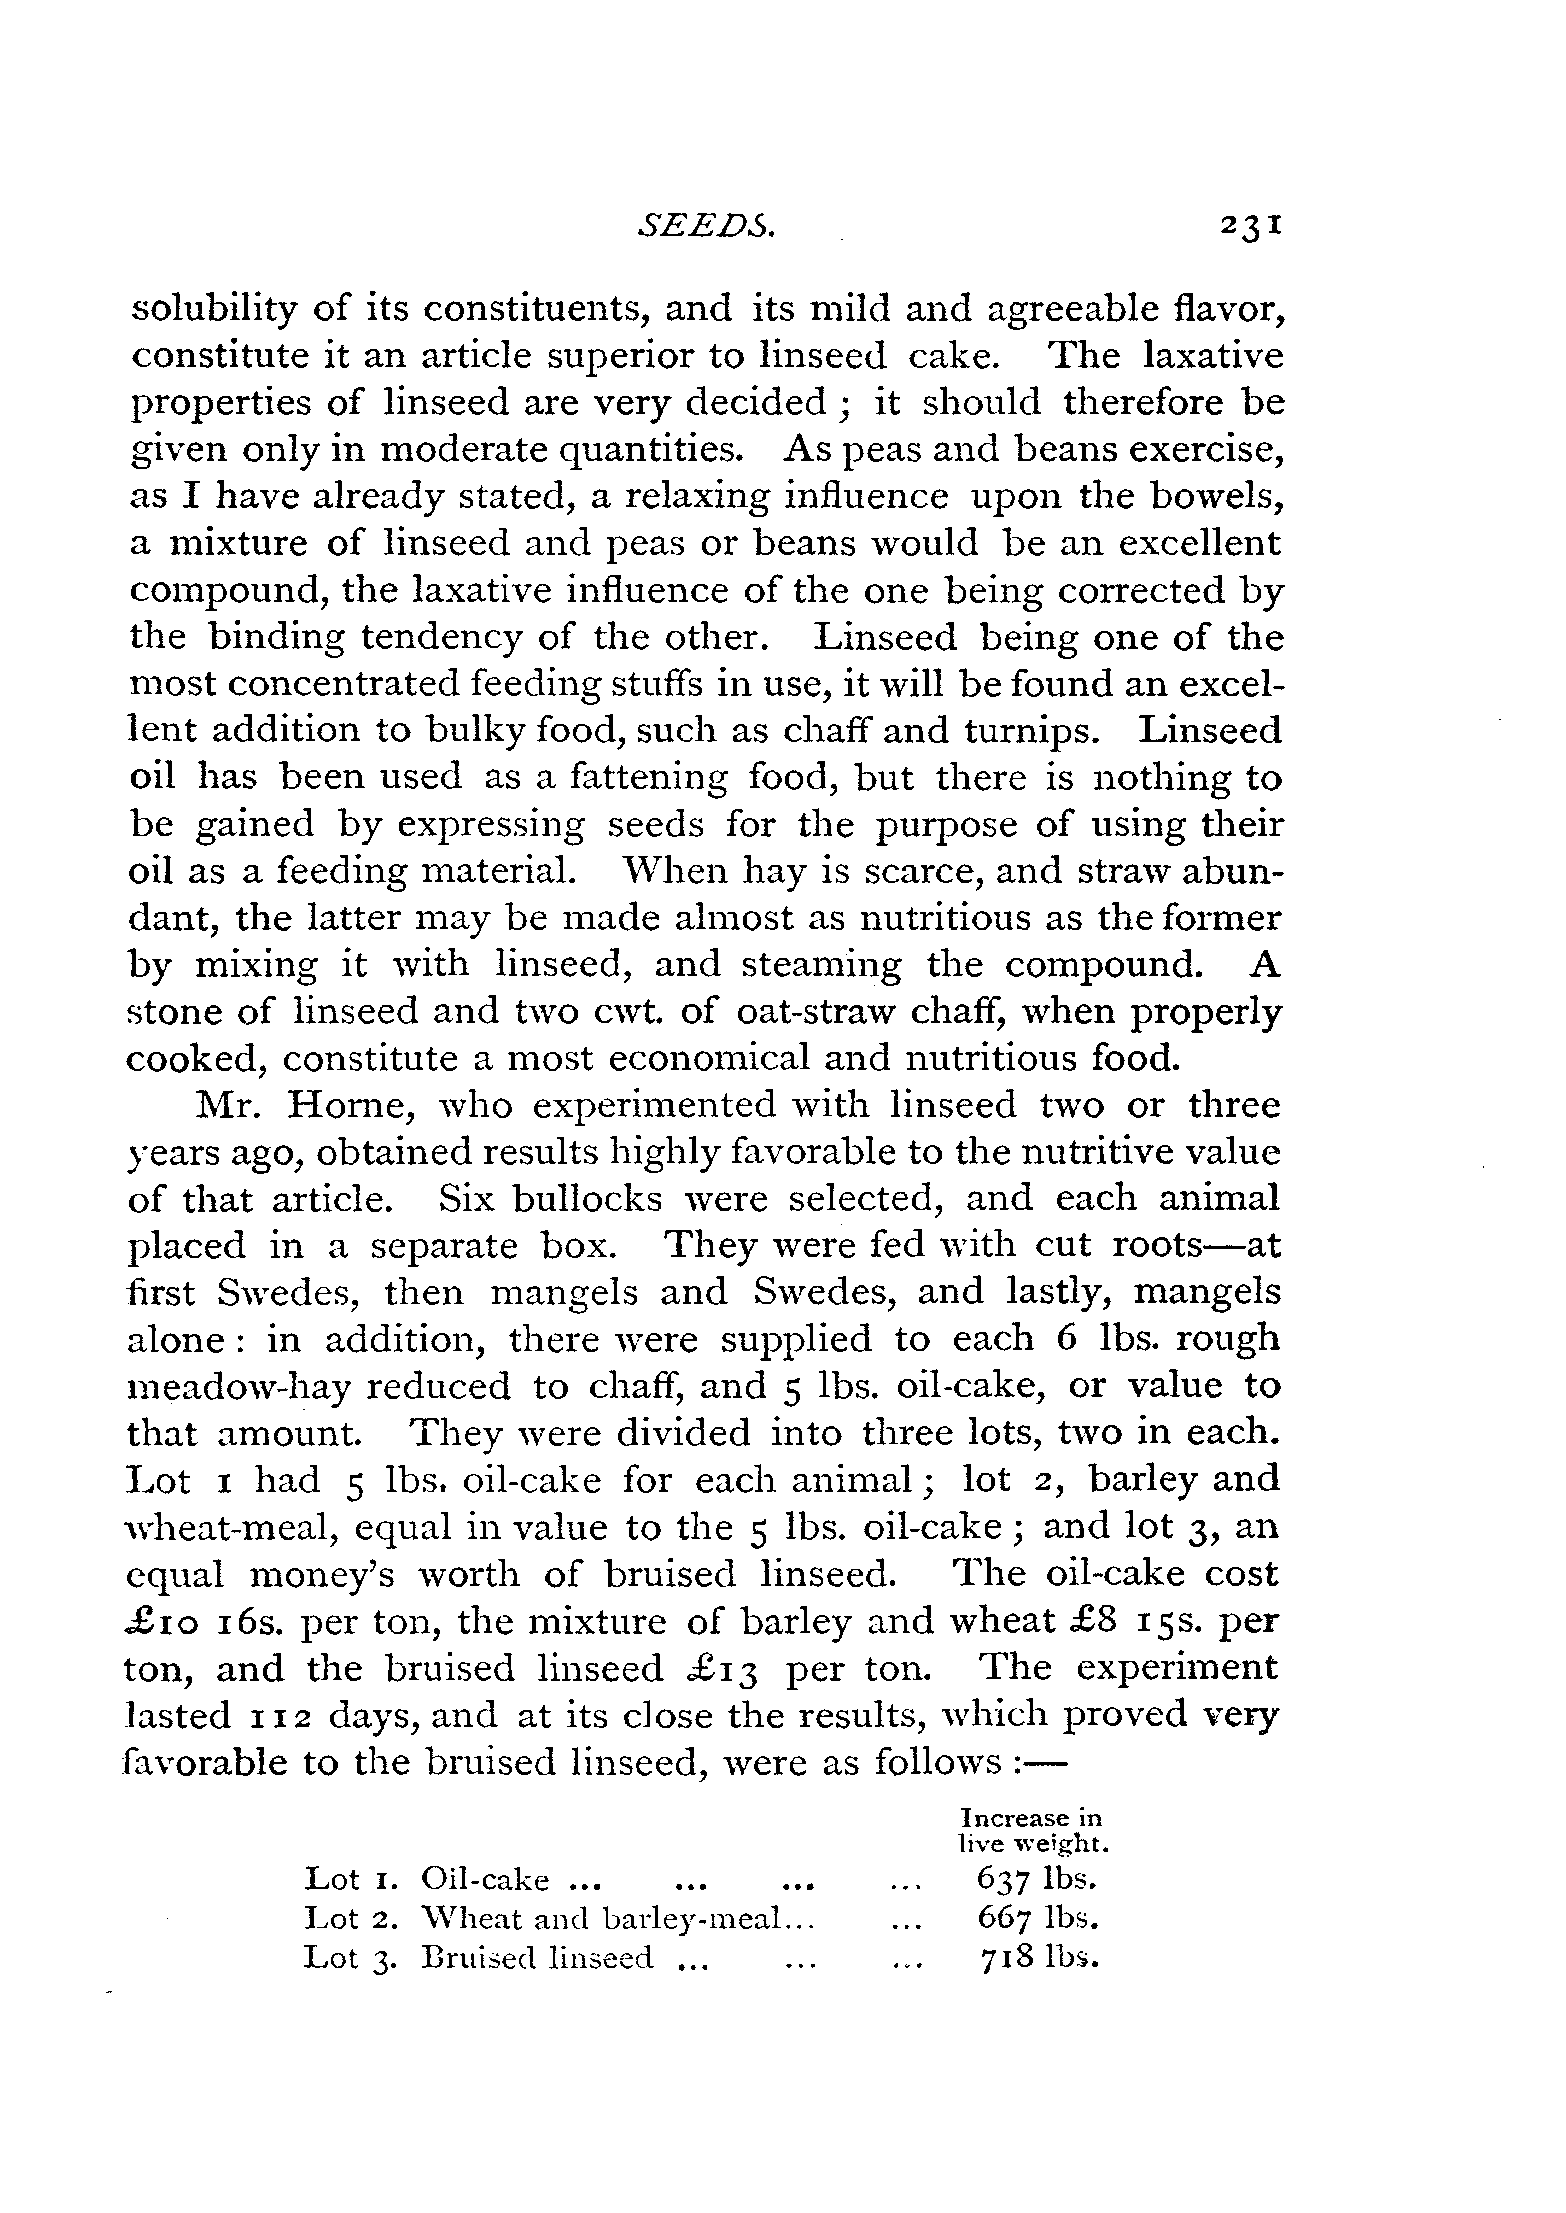 SEEDS. 231
solubility of its constituents, and its mild and agreeable flavor,
constitute it an article superior to linseed cake. The laxative
properties of linseed are very decided ; it should therefore be
given only in moderate quantities. As peas and beans exercise,
as I have already stated, a relaxing influence upon the bowels,
a mixture of linseed and peas or beans would be an excellent
compound, the laxative influence of the one being corrected by
the binding tendency of the other. Linseed being one of the
most concentrated feeding stuffs in use, it will be found an excel-
lent addition to bulky food, such as chaff and turnips. Linseed
oil has been used as a fattening food, but there is nothing to
be gained by expressing seeds for the purpose of using their
oil as a feeding material. When hay is scarce, and straw abun-
dant, the latter may be made almost as nutritious as the former
by mixing it with linseed, and steaming the compound. A
stone of linseed and two cwt. of oat-straw chaff, when properly
cooked, constitute a most economical and nutritious food.
Mr. Horne, who experimented with linseed two or three
years ago, obtained results highly favorable to the nutritive value
of that article. Six bullocks were selected, and each animal
placed in a separate box. They were fed with cut roots—at
first Swedes, then mangels and Swedes, and lastly, mangels
alone : in addition, there were supplied to each 6 lbs. rough
meadow-hay reduced to chaff, and 5 lbs. oil-cake, or value to
that amount. They were divided into three lots, two in each.
Lot 1 had 5 lbs. oil-cake for each animal ; lot 2, barley and
wheat-meal, equal in value to the 5 lbs. oil-cake ; and lot 3, an
equal money's worth of bruised linseed. The oil-cake cost
£10 16s. per ton, the mixture of barley and wheat £8 15s. per
ton, and the bruised linseed £13 per ton. The experiment
lasted 112 days, and at its close the results, which proved very
favorable to the bruised linseed, were as follows :—
Increase in
live weight.
Lot 1. Oil-cake ... ... ... ... 637 lbs.
Lot 2. Wheat and barley-meal... ... 667 lbs.
Lot 3. Bruised linseed ... ... ... 718 lbs.